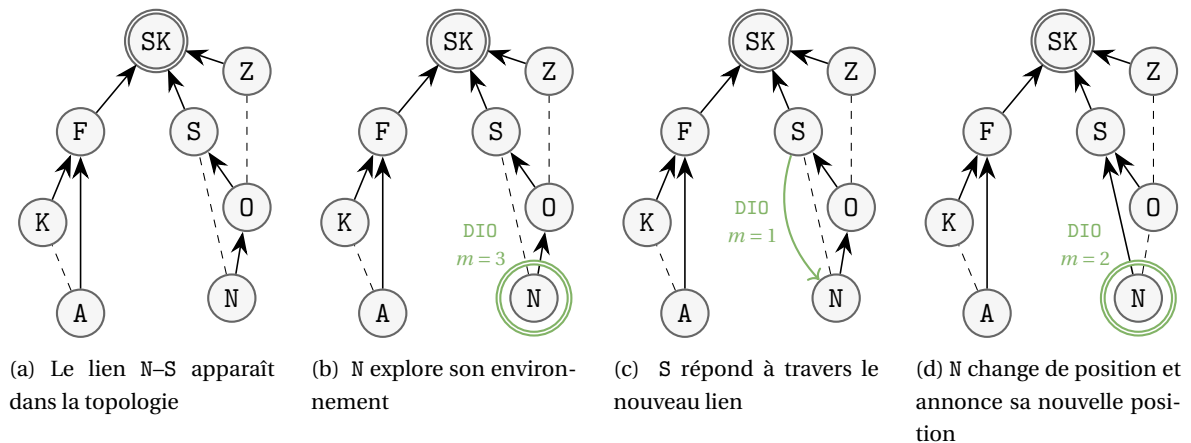 SK
Z
F
S
K
O
A
N
(a) Le lien N–S apparaît
dans la topologie
SK
Z
F
S
K
O
DIO
m = 3
A
N
(b) N explore son environ-
nement
SK
Z
F
S
K
DIO
m = 1
O
A
N
(c) S répond à travers le
nouveau lien
SK
Z
F
S
K
O
DIO
m = 2
A
N
(d) N change de position et
annonce sa nouvelle posi-
tion